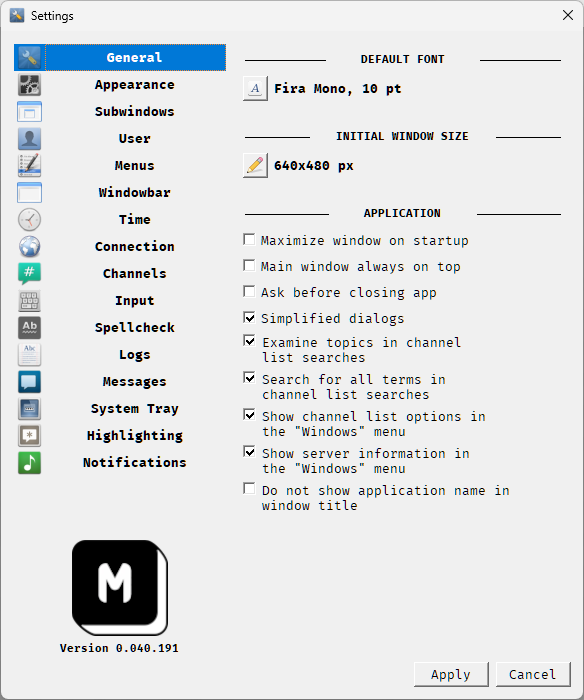 Settings
General
Appearance
Subwindows
User
Menus
Windowbar
Time
Connection
Channels
Input
Spellcheck
Logs
Messages
System Tray
Highlighting
Notifications
#
Ab
Abc
*
M
Version 0.040.191
DEFAULT FONT
A
Fira Mono, 10 pt
INITIAL WINDOW SIZE
640x480 px
APPLICATION
Maximize window on startup
Main window always on top
Ask before closing app
Simplified dialogs
Examine topics in channel
list searches
Search for all terms in
channel list searches
Show channel list options in
the "Windows" menu
Show server information in
the "Windows" menu
Do not show application name in
window title
Apply
Cancel